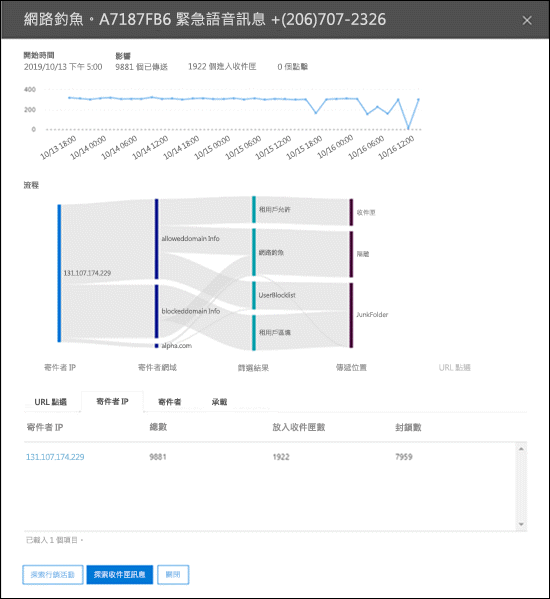 網路釣魚。A7187FB6 緊急語音訊息 +(206)707-2326
開始時間 影響
2019/10/13 下午 5:00 9881 個已傳送 1922 個進入收件匣 0 個點擊
400
200
0
10/13 18:00 10/14 00:00 10/14 06:00 10/14 12:00 10/14 18:00 10/15 00:00 10/15 06:00 10/15 12:00 10/15 18:00 10/16 00:00 10/16 06:00 10/16 12:00
流程
租用戶允許 收件匣
alloweddomain Info
網路釣魚 隔離
131.107.174.229
UserBlocklist
blockeddomain Info JunkFolder
租用戶區塊
alpha.com
寄件者 IP 寄件者網域 篩選結果 傳遞位置 URL 點選
URL 點選 寄件者 IP 寄件者 承載
寄件者 IP 總數 放入收件匣數 封鎖數
131.107.174.229 9881 1922 7959
已載入 1 個項目。
探索行銷活動 探索收件匣訊息 關閉